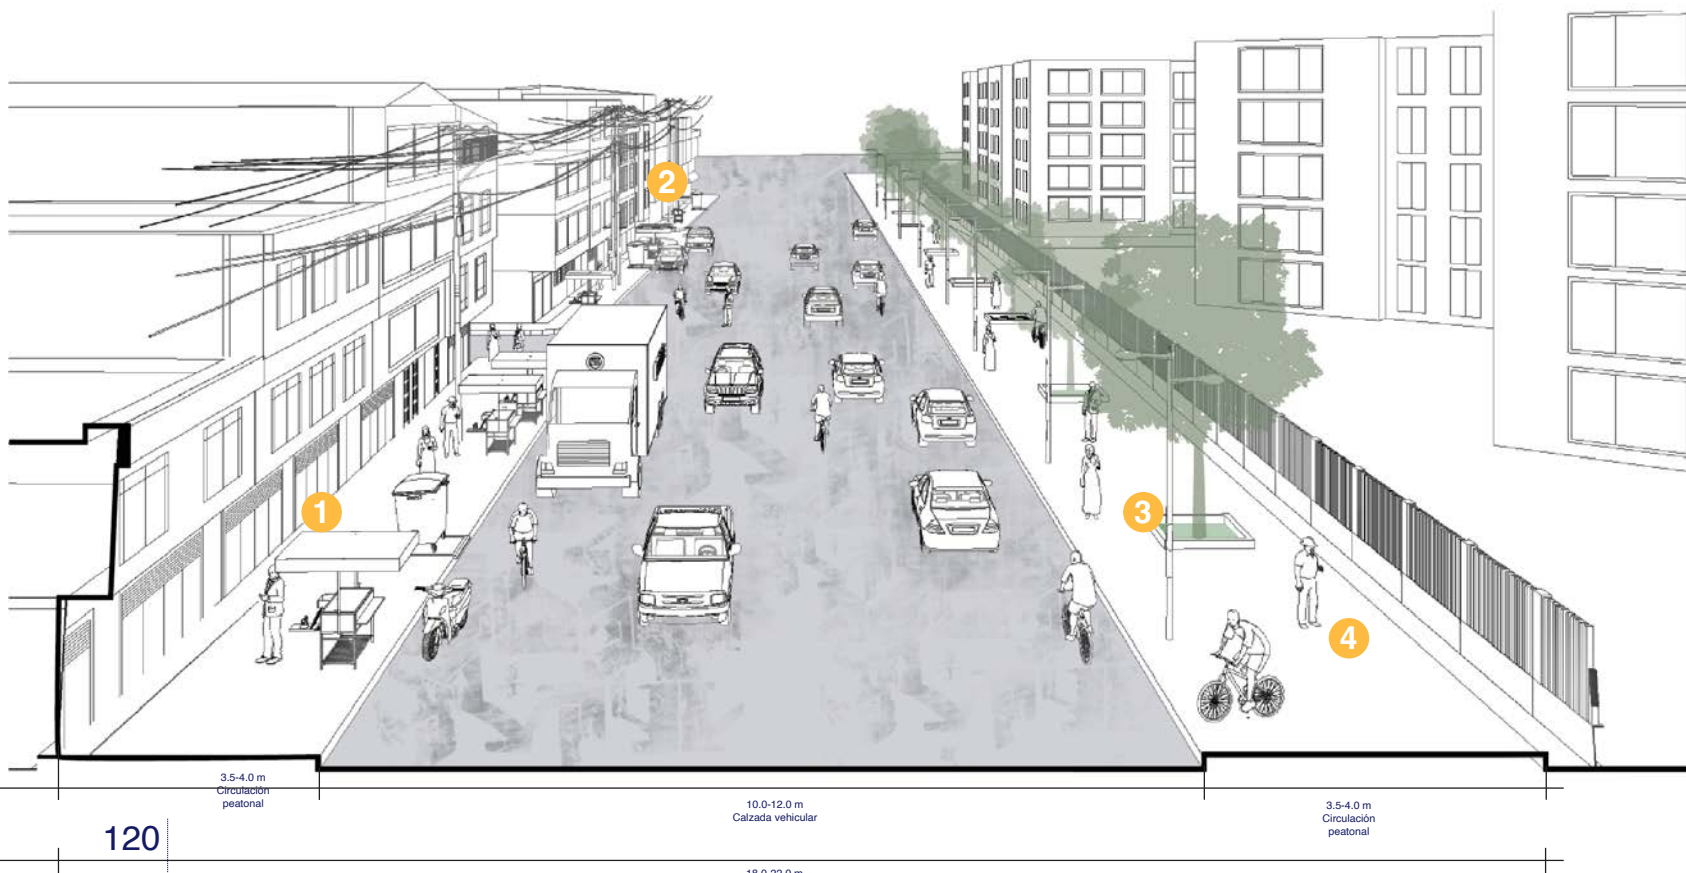 2
1
3
4
3.5-4.0 m
Circulación
peatonal
10.0-12.0 m
Calzada vehicular
3.5-4.0 m
Circulación
peatonal
120